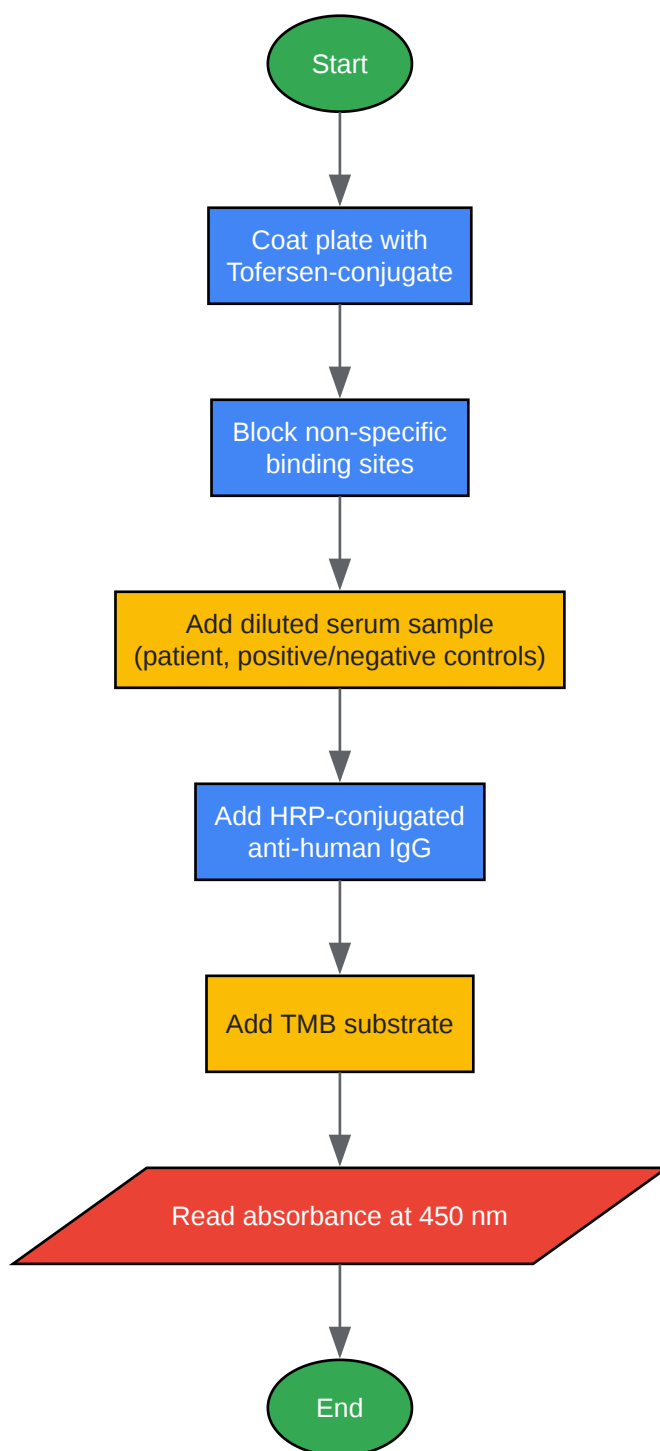 Start
Coat plate with
Tofersen-conjugate
Block non-specific
binding sites
Add diluted serum sample
(patient, positive/negative controls)
Add HRP-conjugated
anti-human IgG
Add TMB substrate
Read absorbance at 450 nm
End